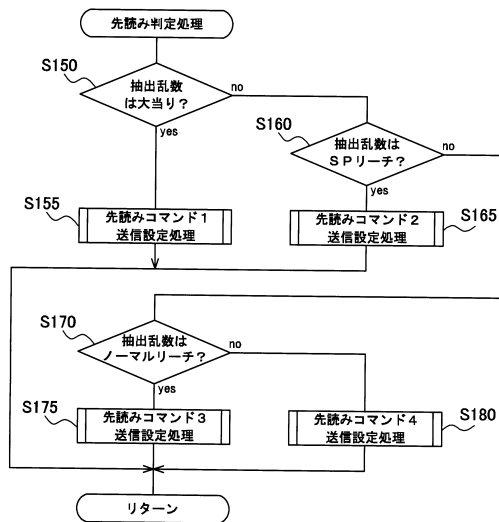 先読み判定処理
S150
抽出乱数
は大当り？
no
yes
S160
抽出乱数は
ＳＰリーチ？
no
yes
S155
先読みコマンド１
送信設定処理
先読みコマンド２
送信設定処理
S165
S170
抽出乱数は
ノーマルリーチ？
no
yes
S175
先読みコマンド３
送信設定処理
先読みコマンド４
送信設定処理
S180
リターン